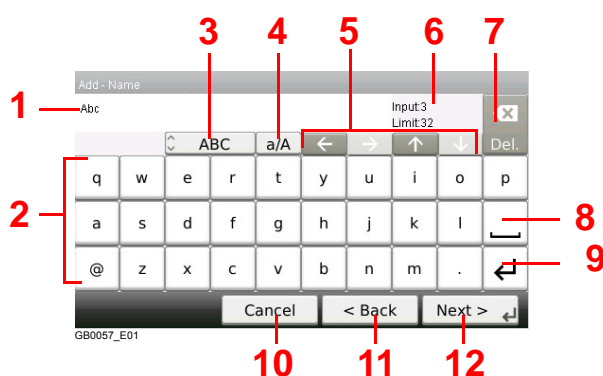 3 4 5 6 7
Add - Name
1 Abc Input:3
Limit:32
ABC a/A ← → ↑ ↓ Del.
q w e r t y u i o p
2 a s d f g h j k l 8
@ z x c v b n m . 9
Cancel < Back Next >
GB0057_E01
10 11 12